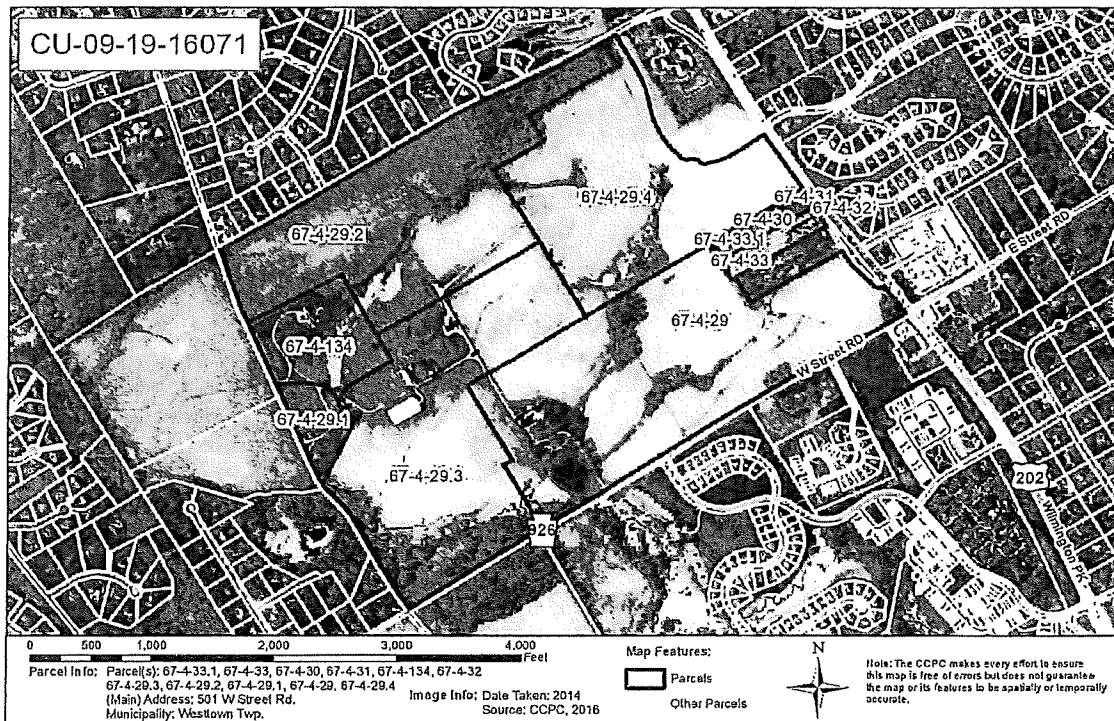 CU-09-19-16071
67-4-29.2
67-4-29.4
67-4-31
67-4-32
67-4-30
67-4-33.1
67-4-33
67-4-29
67-4-134
67-4-29.1
67-4-29.3
E Street RD
W Street RD
202
Wilmington PK
926
0 500 1,000 2,000 3,000 4,000
Feet
Parcel Info: Parcel(s): 67-4-33.1, 67-4-33, 67-4-30, 67-4-31, 67-4-134, 67-4-32
67-4-29.3, 67-4-29.2, 67-4-29.1, 67-4-29, 67-4-29.4
(Main) Address: 501 W Street Rd.
Municipality: Westtown Twp.
Image Info: Date Taken: 2014
Source: CCPC, 2016
Map Features:
Parcels
Other Parcels
N
Note: The CCPC makes every effort to ensure
this map is free of errors but does not guarantee
the map or its features to be spatially or temporally
accurate.